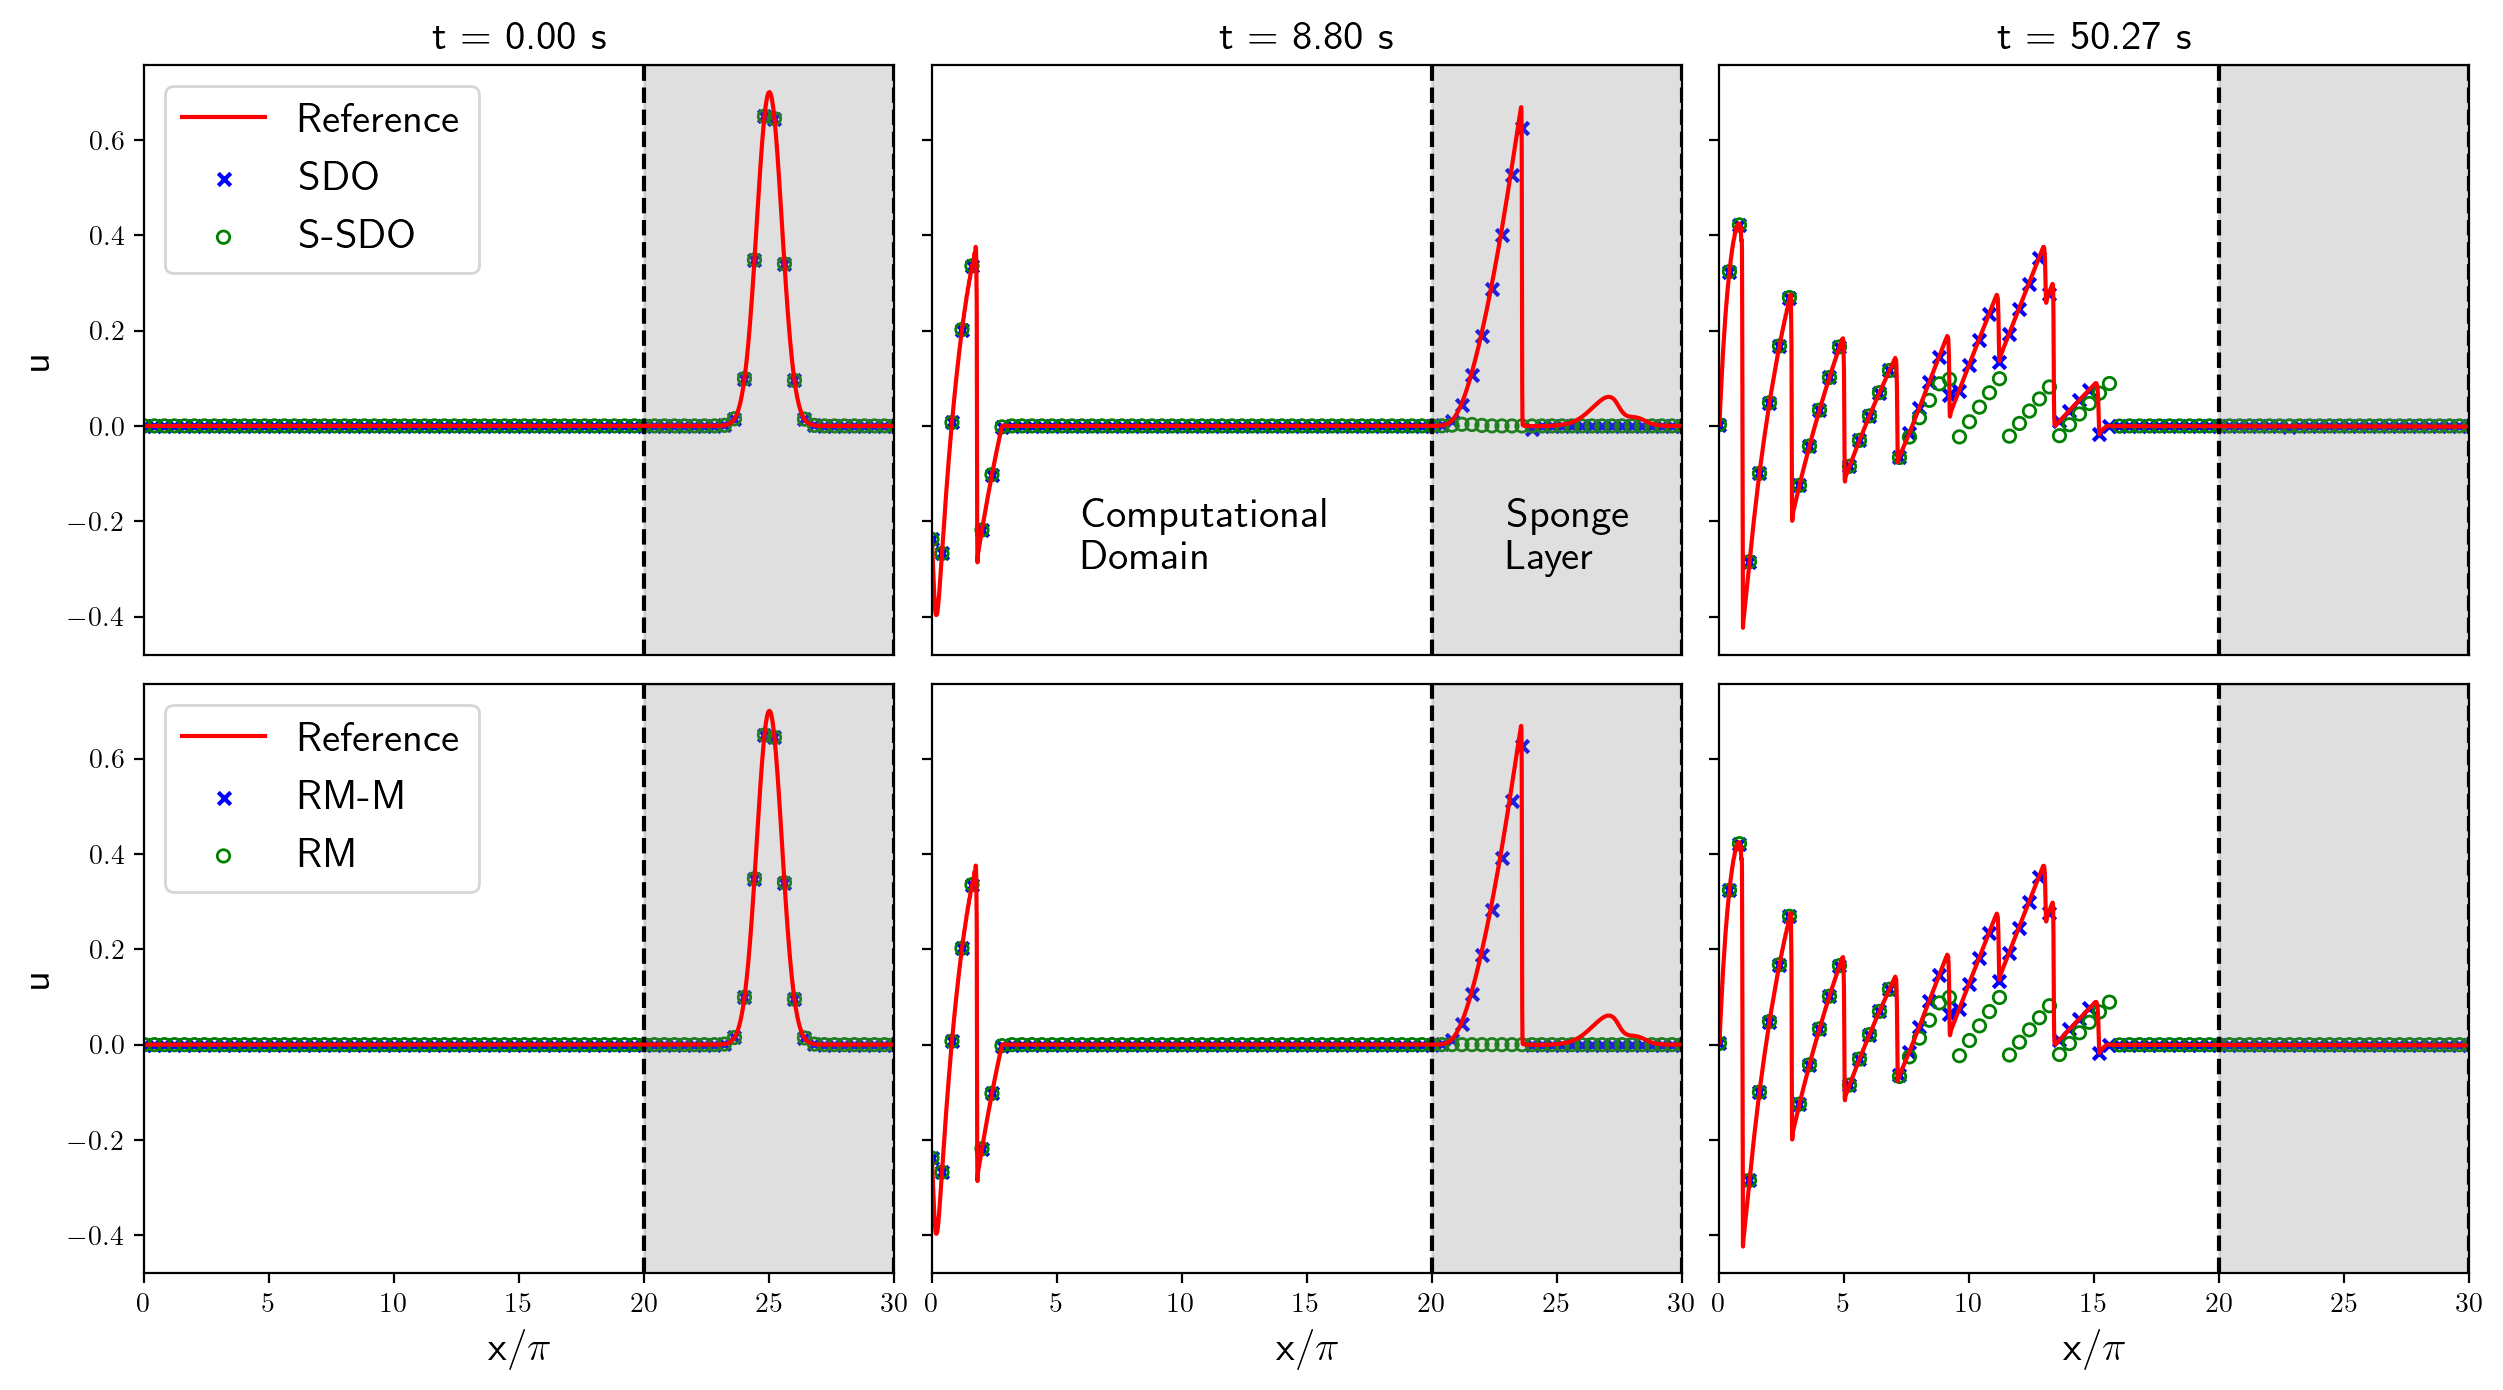 t = 0.00 s
t = 8.80 s
t = 50.27 s
Reference
SDO
S-SDO
0.6
0.4
0.2
0.0
−0.2
−0.4
u
Computational
Domain
Sponge
Layer
Reference
RM-M
RM
0.6
0.4
0.2
0.0
−0.2
−0.4
u
0 5 10 15 20 25 30
0 5 10 15 20 25 30
0 5 10 15 20 25 30
x/π
x/π
x/π